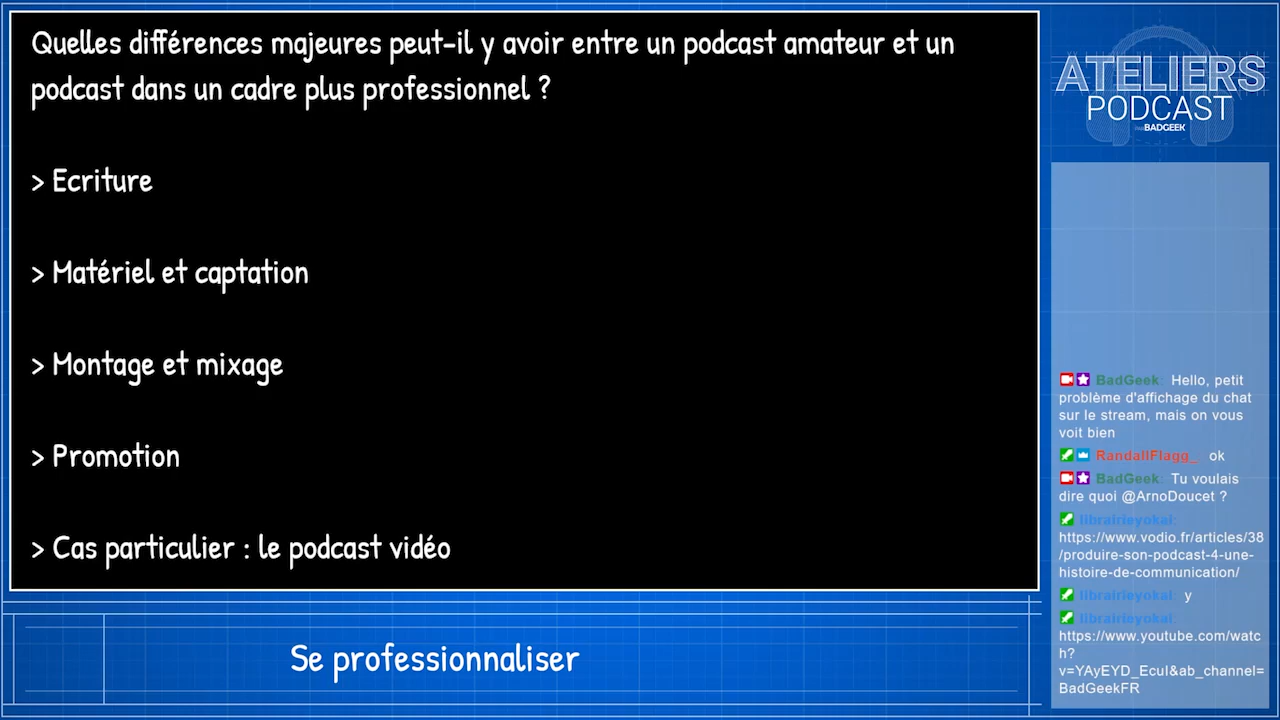 Quelles différences majeures peut-il y avoir entre un podcast amateur et un
podcast dans un cadre plus professionnel ?
> Ecriture
> Matériel et captation
> Montage et mixage
> Promotion
> Cas particulier : le podcast vidéo
Se professionnaliser
ATELIERS
PODCAST
BADGEEK
BadGeek: Hello, petit
problème d'affichage du chat
sur le stream, mais on vous
voit bien
RandallFlagg_: ok
BadGeek: Tu voulais
dire quoi @ArnoDoucet ?
librairieyokai:
https://www.vodio.fr/articles/38
/produire-son-podcast-4-une-
histoire-de-communication/
librairieyokai: y
librairieyokai:
https://www.youtube.com/watc
h?
v=YAyEYD_EcuI&ab_channel=
BadGeekFR